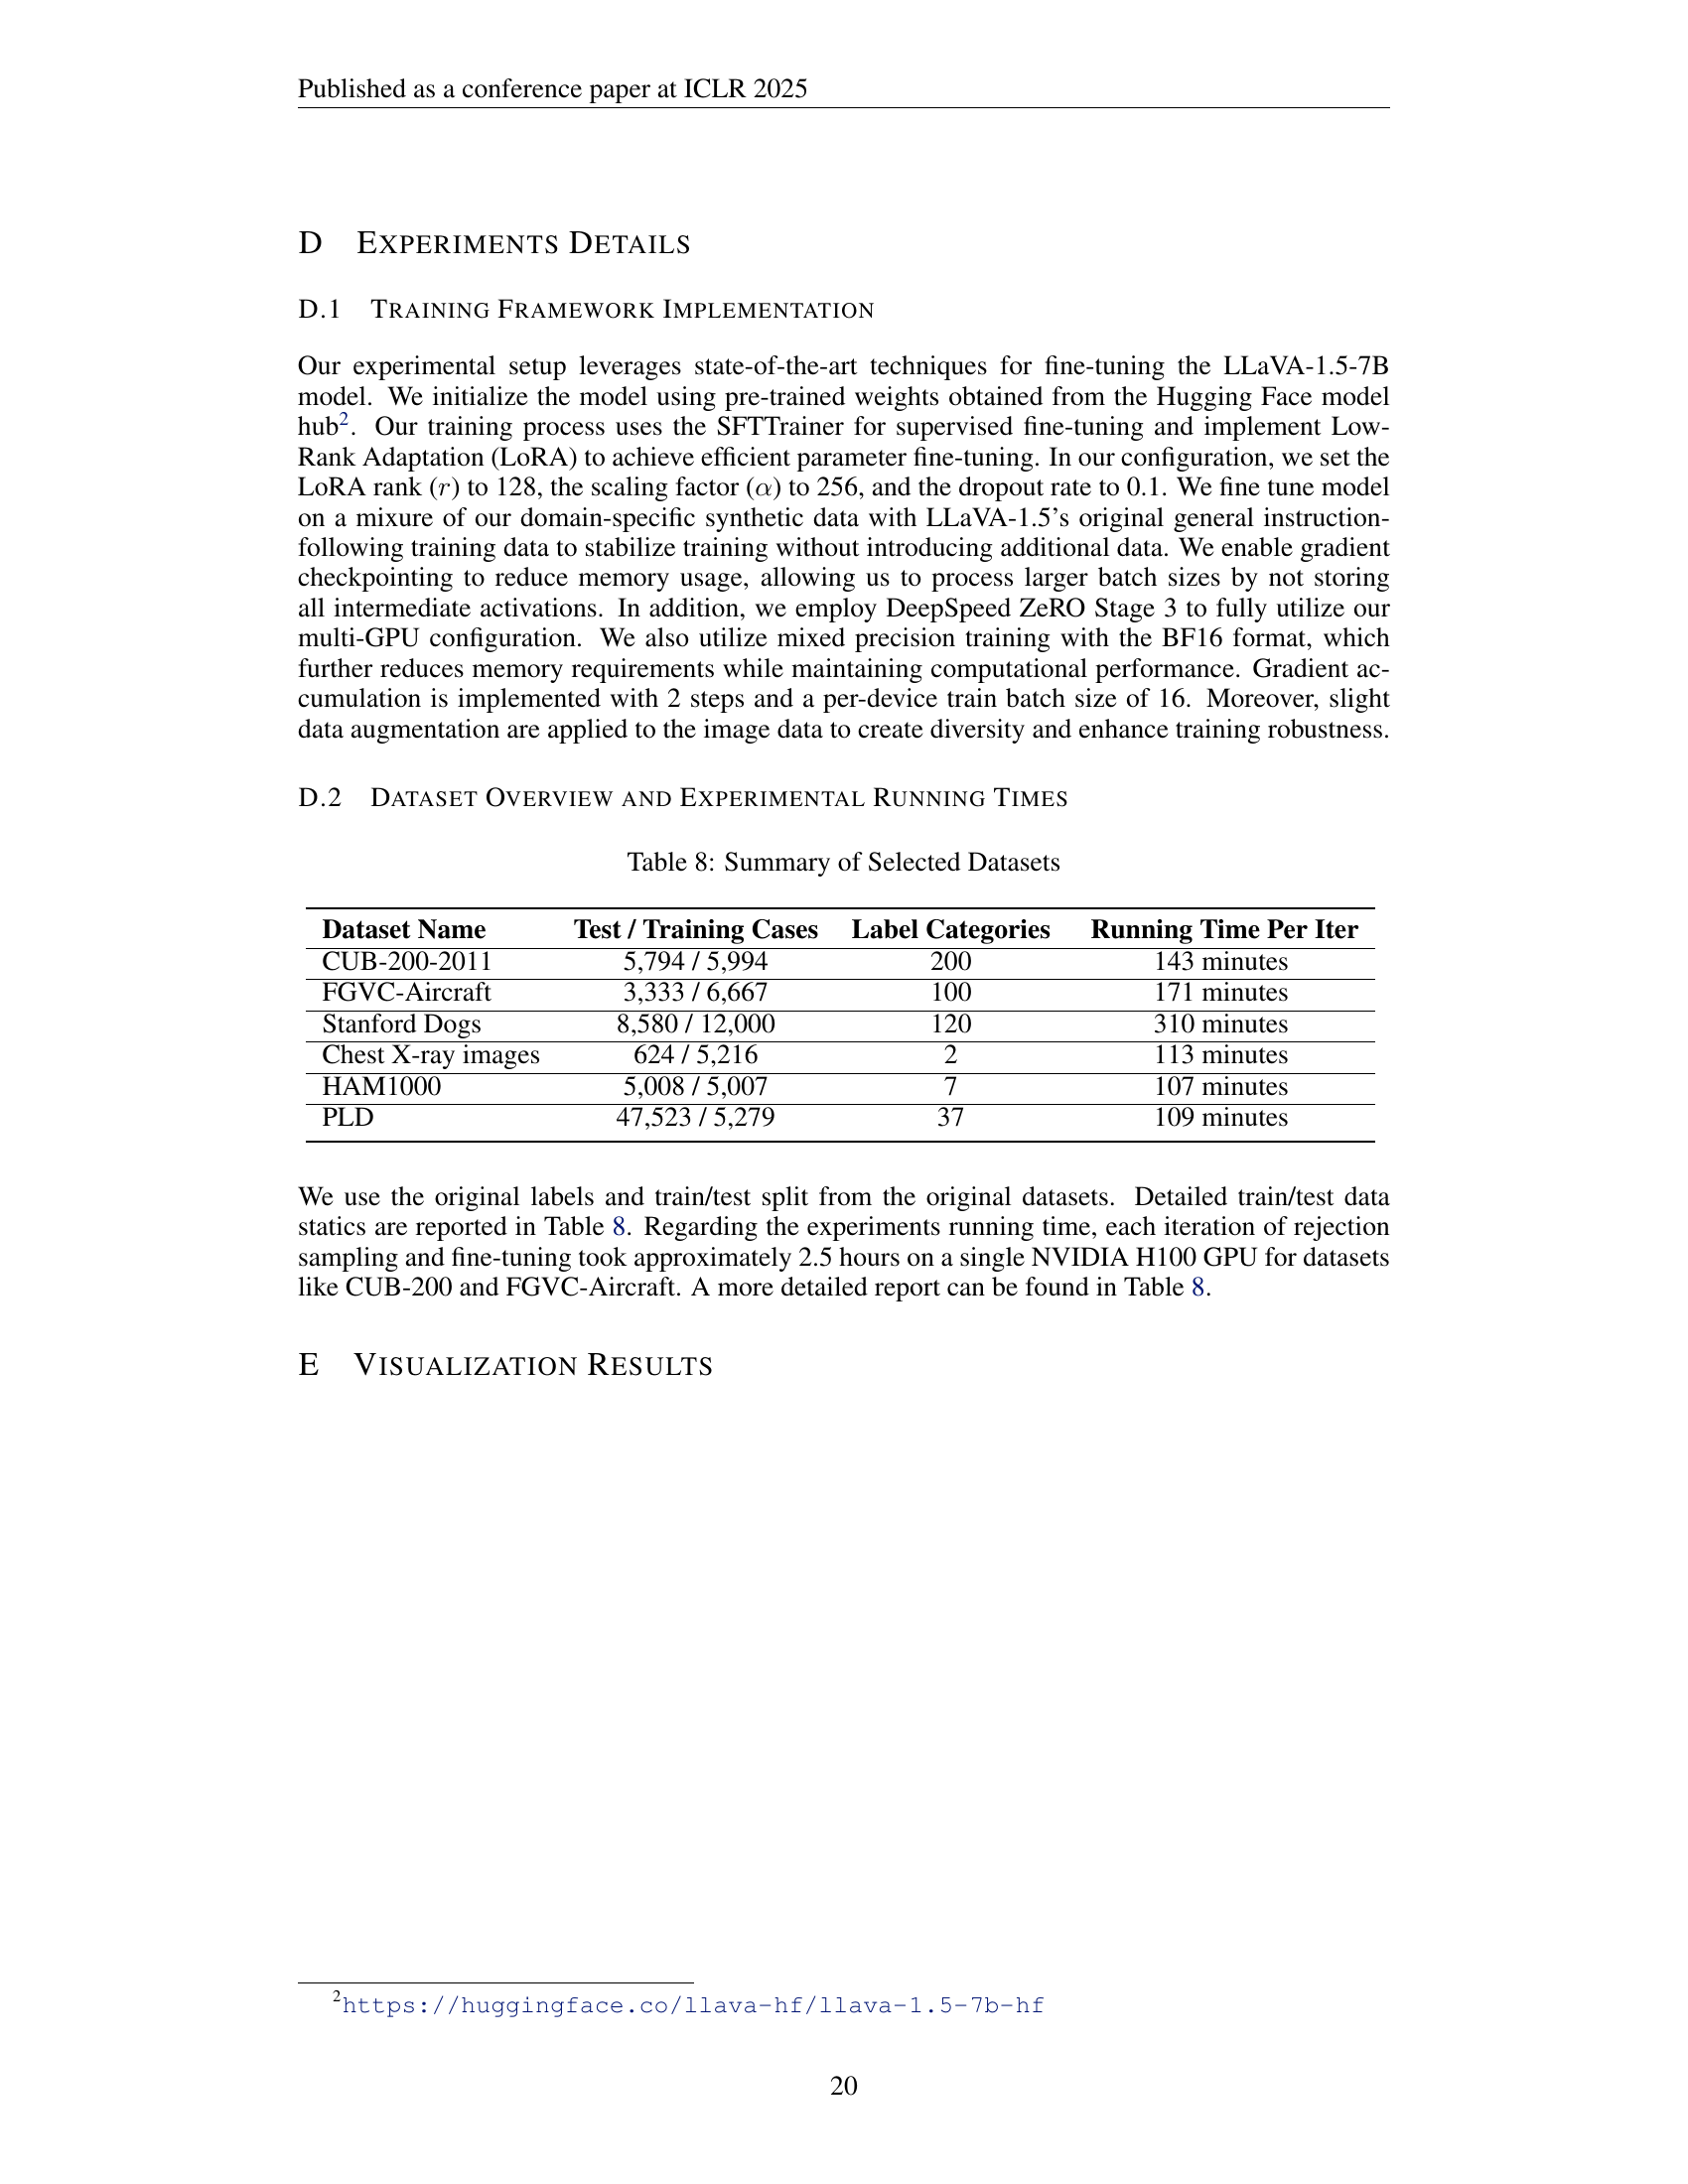 Published as a conference paper at ICLR 2025
D EXPERIMENTS DETAILS
D.1 TRAINING FRAMEWORK IMPLEMENTATION
Our experimental setup leverages state-of-the-art techniques for fine-tuning the LLaVA-1.5-7B
model. We initialize the model using pre-trained weights obtained from the Hugging Face model
hub2. Our training process uses the SFTTrainer for supervised fine-tuning and implement Low-
Rank Adaptation (LoRA) to achieve efficient parameter fine-tuning. In our configuration, we set the
LoRA rank (r) to 128, the scaling factor (α) to 256, and the dropout rate to 0.1. We fine tune model
on a mixure of our domain-specific synthetic data with LLaVA-1.5's original general instruction-
following training data to stabilize training without introducing additional data. We enable gradient
checkpointing to reduce memory usage, allowing us to process larger batch sizes by not storing
all intermediate activations. In addition, we employ DeepSpeed ZeRO Stage 3 to fully utilize our
multi-GPU configuration. We also utilize mixed precision training with the BF16 format, which
further reduces memory requirements while maintaining computational performance. Gradient ac-
cumulation is implemented with 2 steps and a per-device train batch size of 16. Moreover, slight
data augmentation are applied to the image data to create diversity and enhance training robustness.
D.2 DATASET OVERVIEW AND EXPERIMENTAL RUNNING TIMES
Table 8: Summary of Selected Datasets
Dataset Name Test / Training Cases Label Categories Running Time Per Iter
CUB-200-2011 5,794 / 5,994 200 143 minutes
FGVC-Aircraft 3,333 / 6,667 100 171 minutes
Stanford Dogs 8,580 / 12,000 120 310 minutes
Chest X-ray images 624 / 5,216 2 113 minutes
HAM1000 5,008 / 5,007 7 107 minutes
PLD 47,523 / 5,279 37 109 minutes
We use the original labels and train/test split from the original datasets. Detailed train/test data
statics are reported in Table 8. Regarding the experiments running time, each iteration of rejection
sampling and fine-tuning took approximately 2.5 hours on a single NVIDIA H100 GPU for datasets
like CUB-200 and FGVC-Aircraft. A more detailed report can be found in Table 8.
E VISUALIZATION RESULTS
2https://huggingface.co/llava-hf/llava-1.5-7b-hf
20